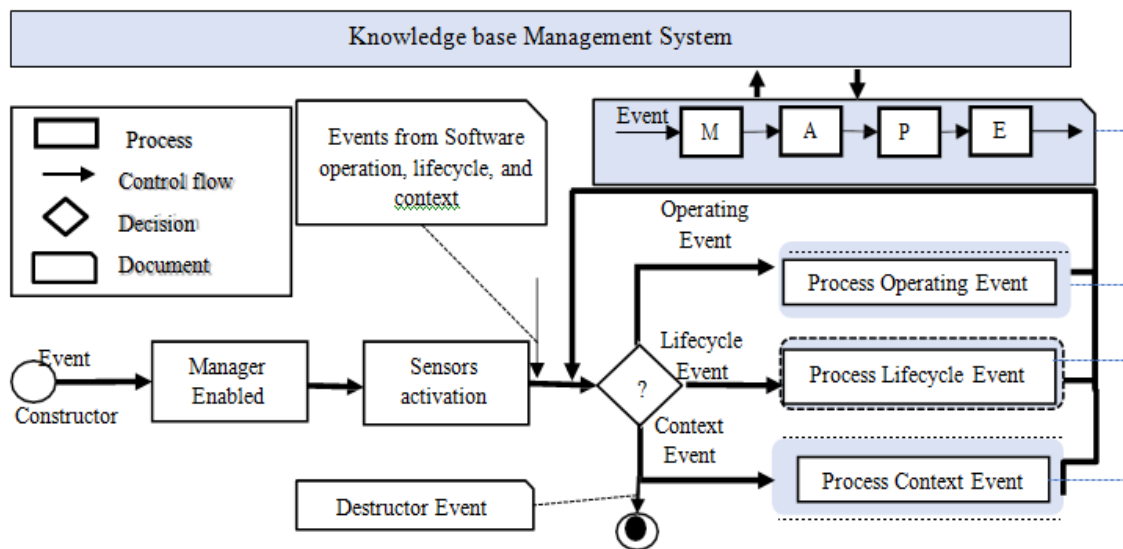 Knowledge base Management System
Process
Control flow
Decision
Document
Events from Software
operation, lifecycle, and
context
Event
M
A
P
E
Operating
Event
Process Operating Event
Lifecycle
Event
Process Lifecycle Event
Context
Event
Process Context Event
Event
Constructor
Manager
Enabled
Sensors
activation
?
Destructor Event